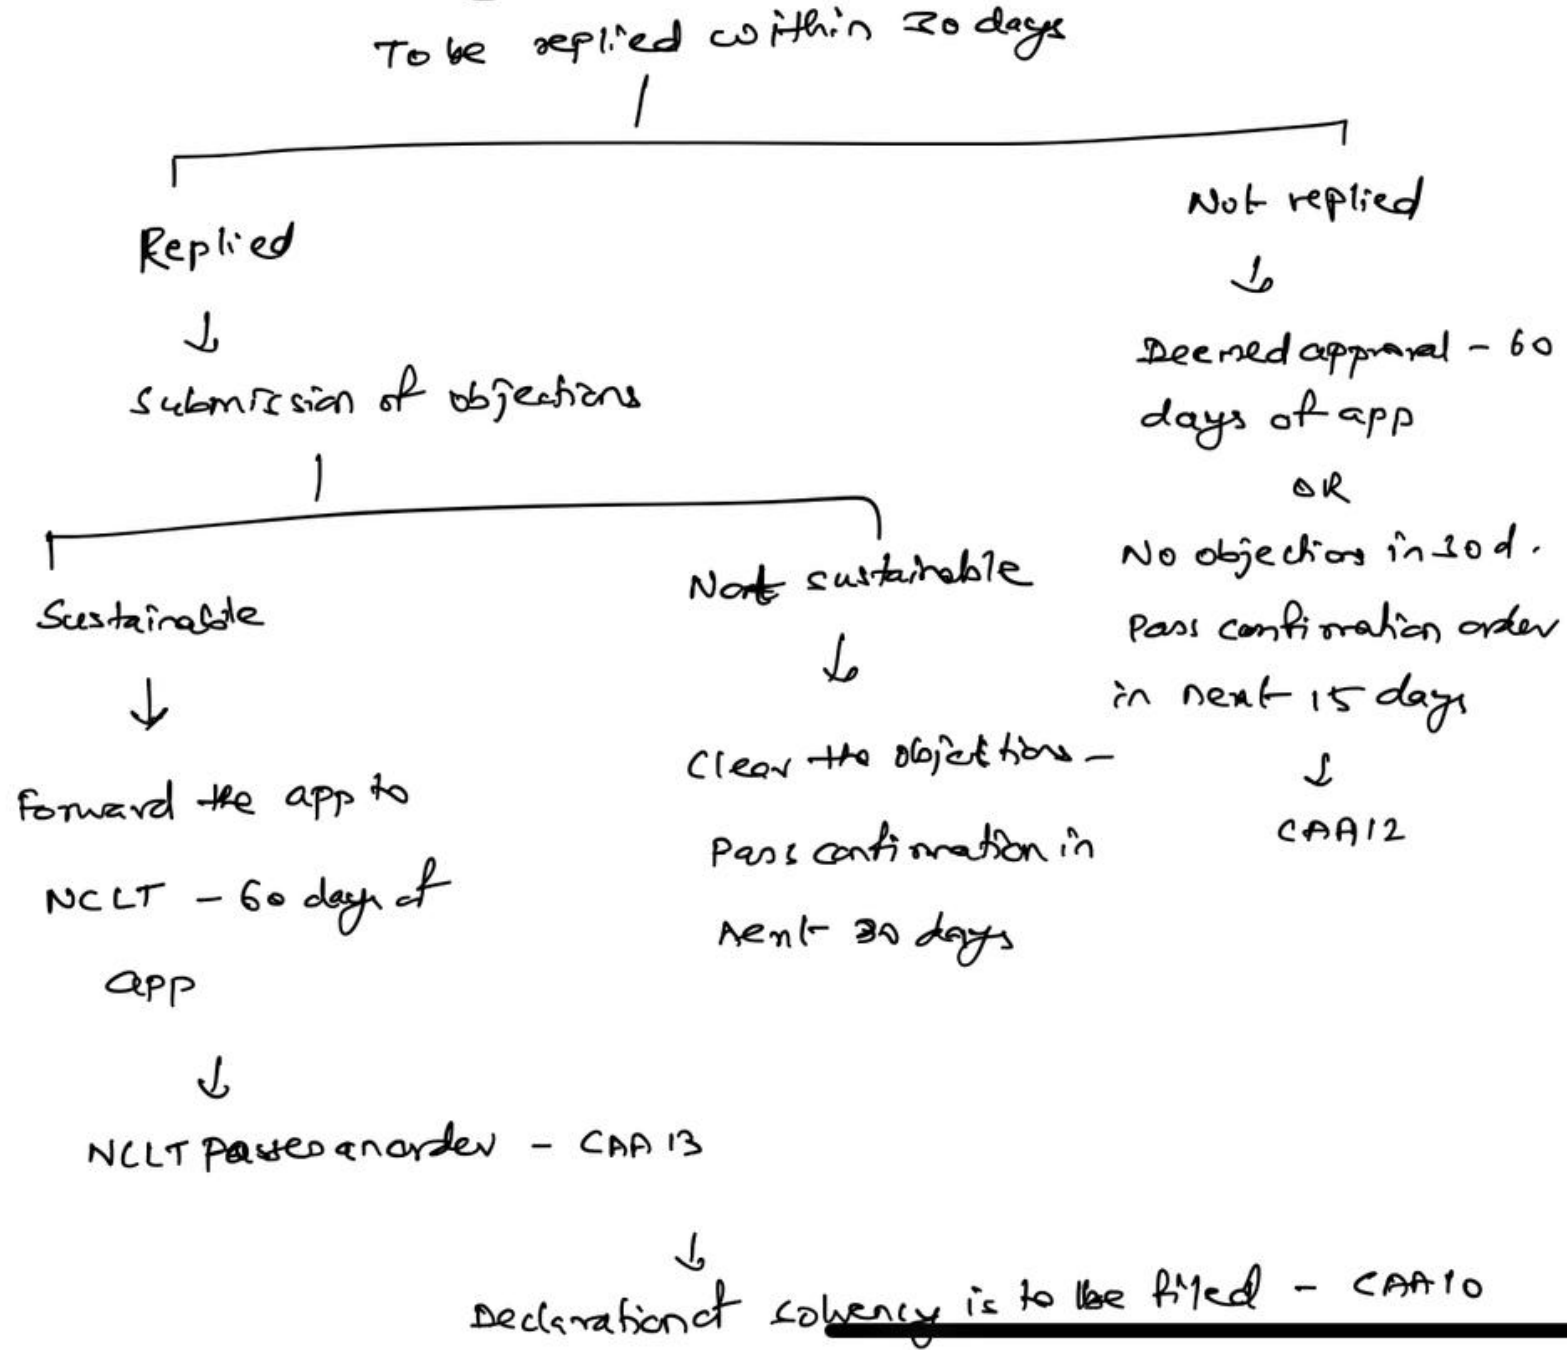 To be replied within 30 days
Replied
Not replied
↓
↓
Submission of objections
Deemed approval - 60
days of app
OR
Sustainable
Not sustainable
No objections in 30 d.
Pass confirmation order
in next 15 days
↓
CAA12
↓
Forward the app to
NCLT - 60 days of
app
↓
Clear the objections -
Pass confirmation in
next 30 days
↓
NCLT Passes an order - CAA 13
↓
Declaration of solvency is to be filed - CAA10